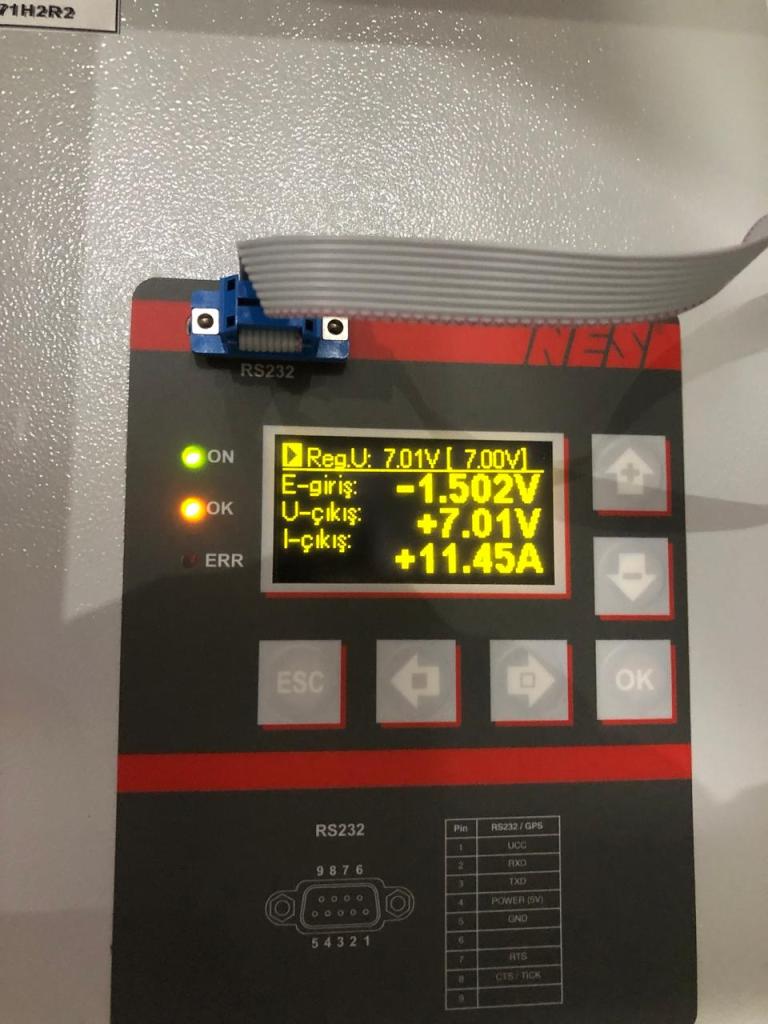 71H2R2
NES
RS232
ON
OK
ERR
Reg.U: 7.01V [ 7.00V]
E-giriş: -1.502V
U-çıkış: +7.01V
I-çıkış: +11.45A
+
-
ESC
OK
RS232
9 8 7 6
5 4 3 2 1
Pin RS232 / GPS
1 UCC
2 RXD
3 TXD
4 POWER (5V)
5 GND
6
7 RTS
8 CTS / TICK
9